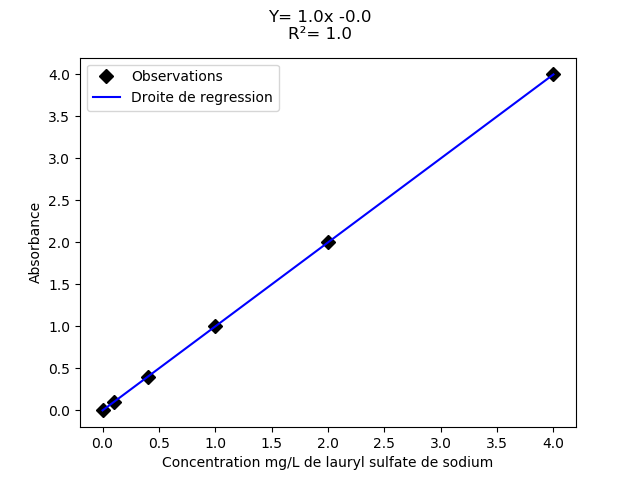 Y= 1.0x -0.0
R²= 1.0
Observations
Droite de regression
4.0
3.5
3.0
2.5
2.0
1.5
1.0
0.5
0.0
Absorbance
0.0 0.5 1.0 1.5 2.0 2.5 3.0 3.5 4.0
Concentration mg/L de lauryl sulfate de sodium